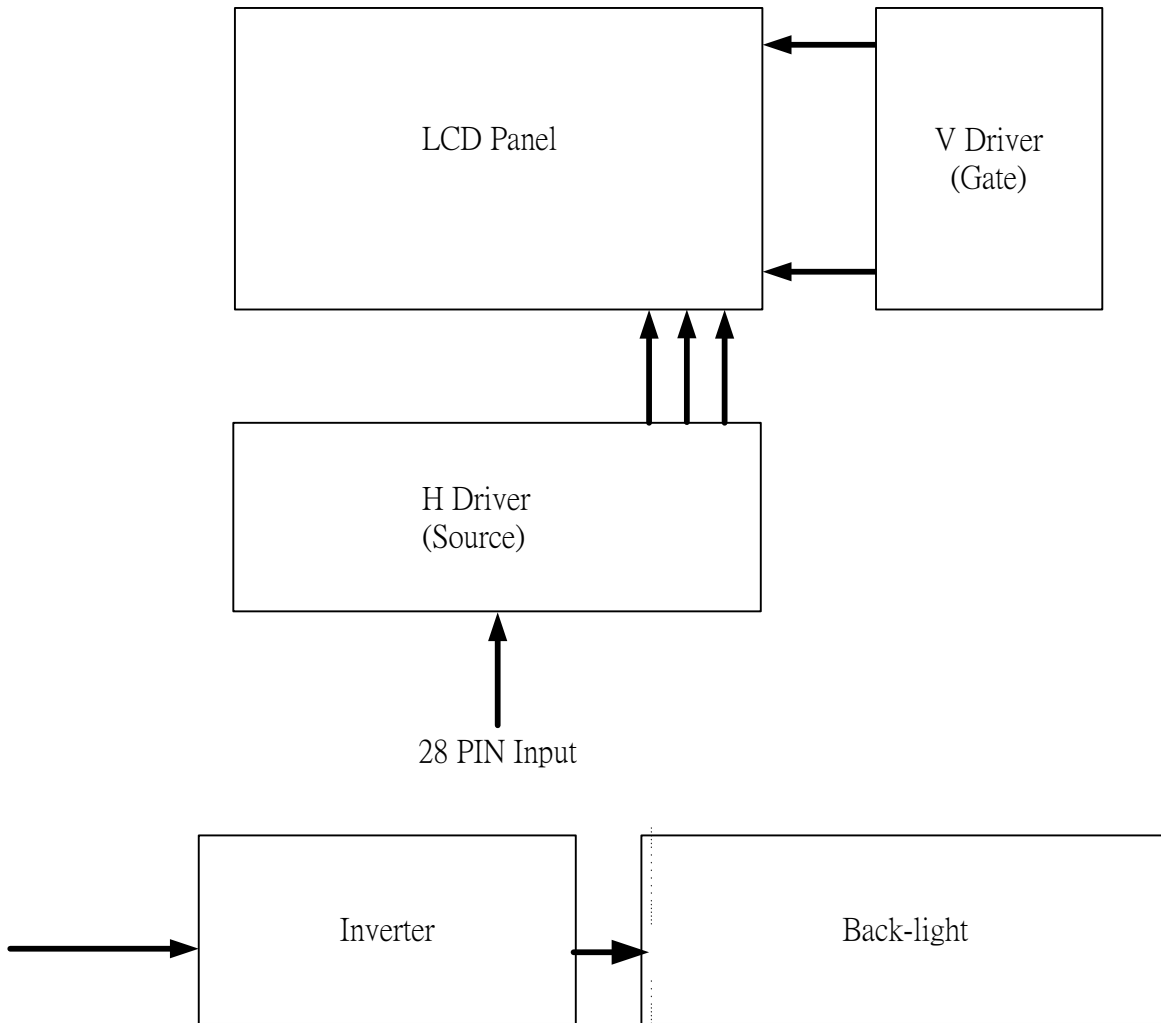 LCD Panel
V Driver
(Gate)
H Driver
(Source)
28 PIN Input
Inverter
Back-light